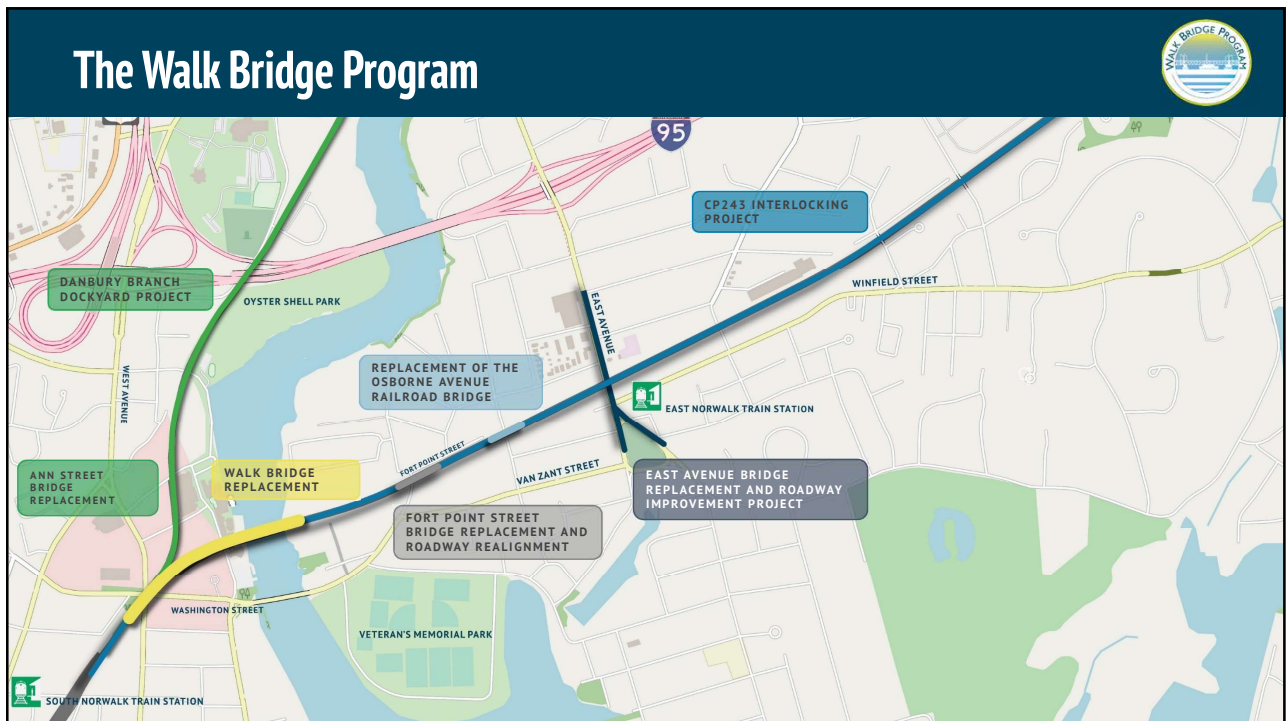 The Walk Bridge Program
WALK BRIDGE PROGRAM
95
CP243 INTERLOCKING
PROJECT
DANBURY BRANCH
DOCKYARD PROJECT
OYSTER SHELL PARK
WINFIELD STREET
EAST AVENUE
REPLACEMENT OF THE
OSBORNE AVENUE
RAILROAD BRIDGE
WEST AVENUE
EAST NORWALK TRAIN STATION
FORT POINT STREET
ANN STREET
BRIDGE
REPLACEMENT
WALK BRIDGE
REPLACEMENT
VAN ZANT STREET
EAST AVENUE BRIDGE
REPLACEMENT AND ROADWAY
IMPROVEMENT PROJECT
FORT POINT STREET
BRIDGE REPLACEMENT AND
ROADWAY REALIGNMENT
WASHINGTON STREET
VETERAN'S MEMORIAL PARK
SOUTH NORWALK TRAIN STATION